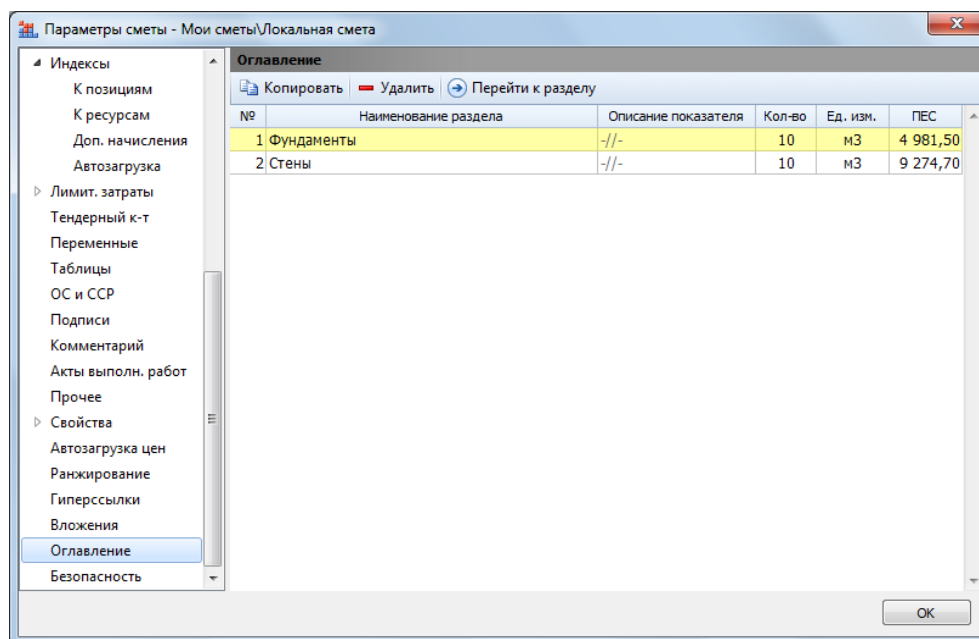 Параметры сметы - Мои сметы\Локальная смета
Индексы
К позициям
К ресурсам
Доп. начисления
Автозагрузка
Лимит. затраты
Тендерный к-т
Переменные
Таблицы
ОС и ССР
Подписи
Комментарий
Акты выполн. работ
Прочее
Свойства
Автозагрузка цен
Ранжирование
Гиперссылки
Вложения
Оглавление
Безопасность
Оглавление
Копировать Удалить Перейти к разделу
№ Наименование раздела Описание показателя Кол-во Ед. изм. ПЕС
1 Фундаменты -//- 10 м3 4 981,50
2 Стены -//- 10 м3 9 274,70
OK